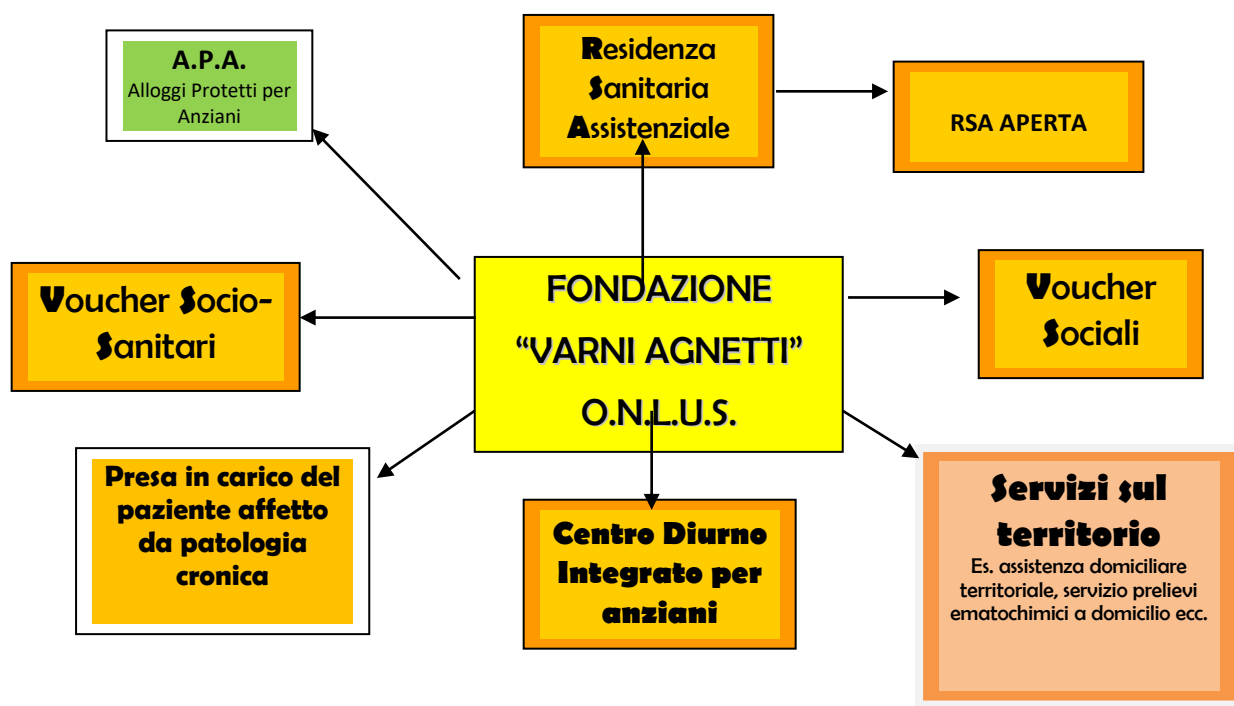 A.P.A.
Alloggi Protetti per
Anziani
Residenza
Sanitaria
Assistenziale
RSA APERTA
Voucher Socio-
Sanitari
FONDAZIONE
“VARNI AGNETTI”
O.N.L.U.S.
Voucher
Sociali
Presa in carico del
paziente affetto
da patologia
cronica
Centro Diurno
Integrato per
anziani
Servizi sul
territorio
Es. assistenza domiciliare
territoriale, servizio prelievi
ematochimici a domicilio ecc.